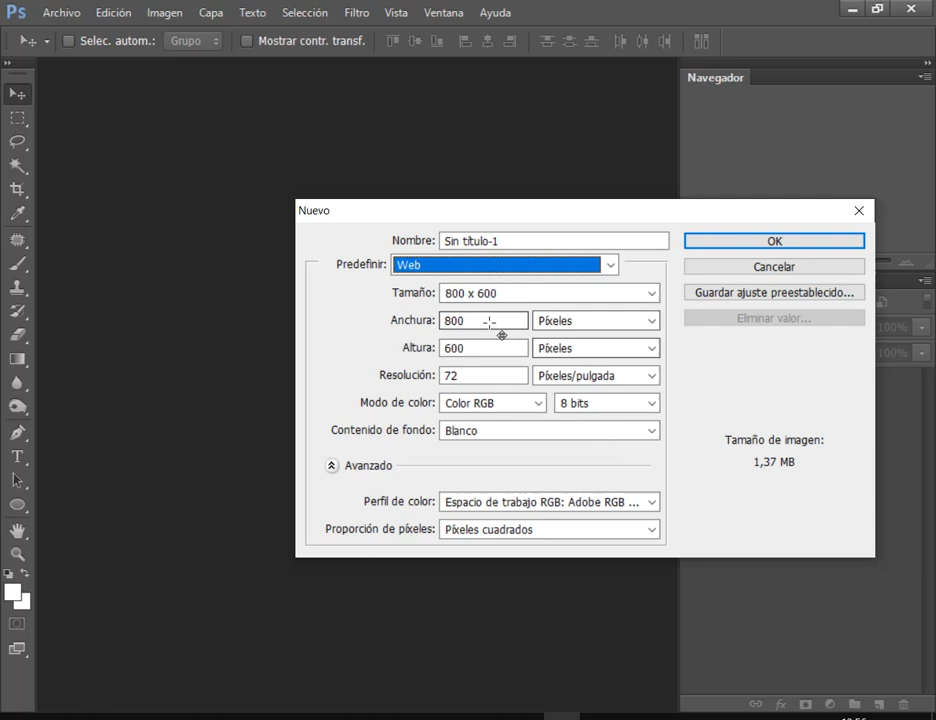 Ps Archivo Edición Imagen Capa Texto Selección Filtro Vista Ventana Ayuda
Selec. autom.: Grupo Mostrar contr. transf.
Navegador
Nuevo
Nombre: Sin título-1 OK
Predefinir: Web Cancelar
Tamaño: 800 x 600 Guardar ajuste preestablecido...
Anchura: 800 Píxeles Eliminar valor...
Altura: 600 Píxeles
Resolución: 72 Píxeles/pulgada
Modo de color: Color RGB 8 bits
Contenido de fondo: Blanco
Tamaño de imagen:
1,37 MB
Avanzado
Perfil de color: Espacio de trabajo RGB: Adobe RGB ...
Proporción de píxeles: Píxeles cuadrados
100%
100%
fx